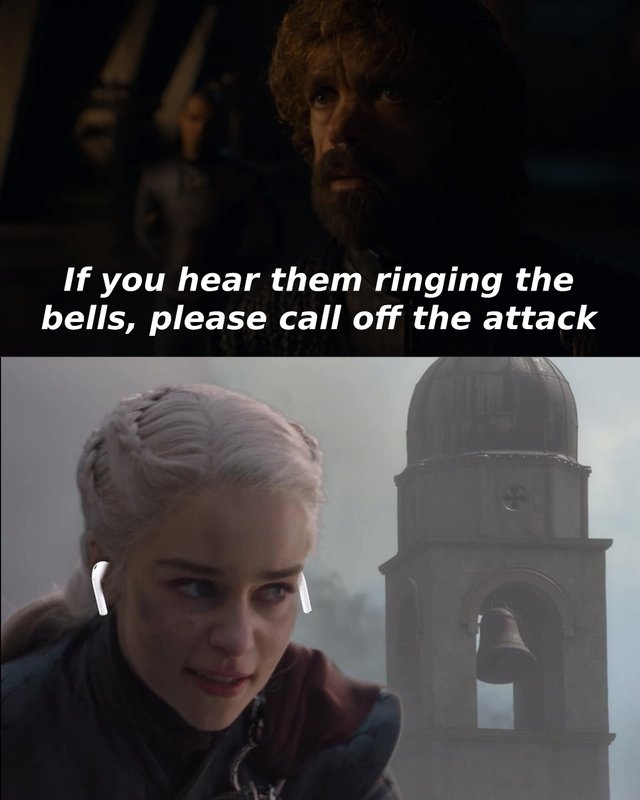 If you hear them ringing the
bells, please call off the attack